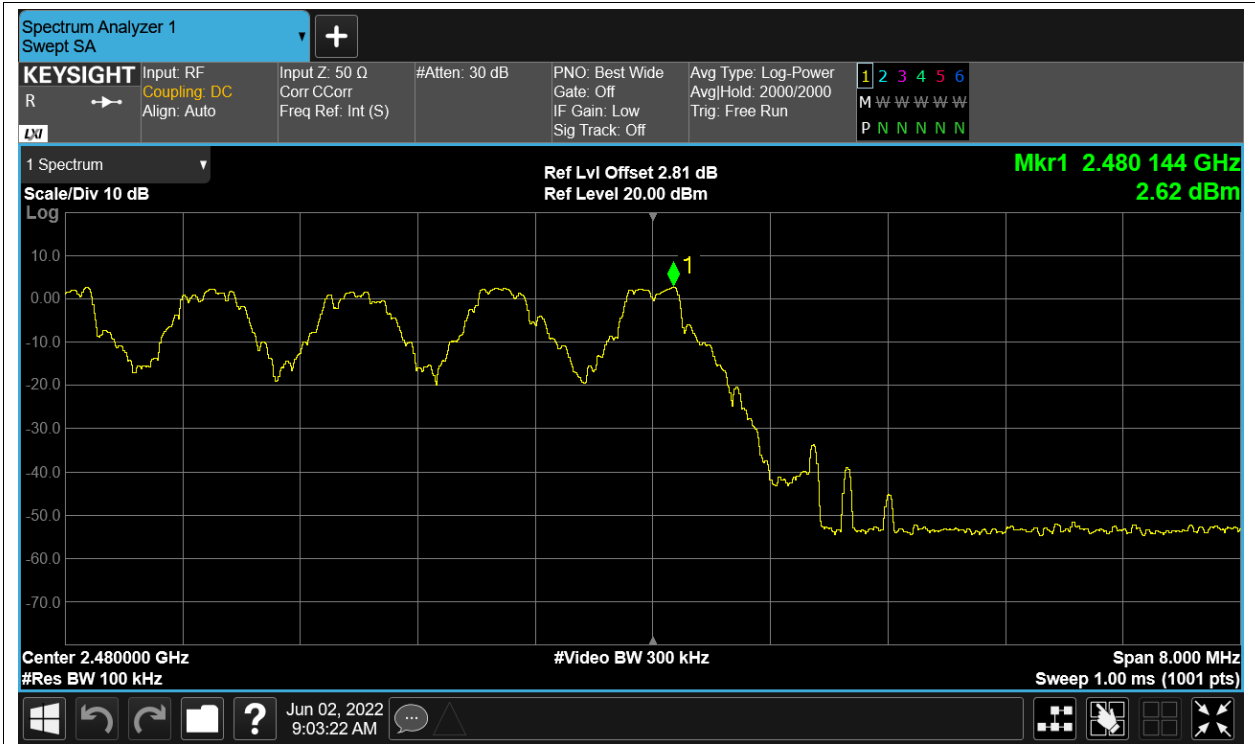 Spectrum Analyzer 1
Swept SA
+
KEYSIGHT
R
LXI
Input: RF
Coupling: DC
Align: Auto
Input Z: 50 Ω
Corr CCorr
Freq Ref: Int (S)
#Atten: 30 dB
PNO: Best Wide
Gate: Off
IF Gain: Low
Sig Track: Off
Avg Type: Log-Power
Avg|Hold: 2000/2000
Trig: Free Run
1 2 3 4 5 6
M W W W W W
P N N N N N
1 Spectrum
Scale/Div 10 dB
Log
Ref Lvl Offset 2.81 dB
Ref Level 20.00 dBm
Mkr1 2.480 144 GHz
2.62 dBm
1
10.0
0.00
-10.0
-20.0
-30.0
-40.0
-50.0
-60.0
-70.0
Center 2.480000 GHz
#Res BW 100 kHz
#Video BW 300 kHz
Span 8.000 MHz
Sweep 1.00 ms (1001 pts)
?
Jun 02, 2022
9:03:22 AM